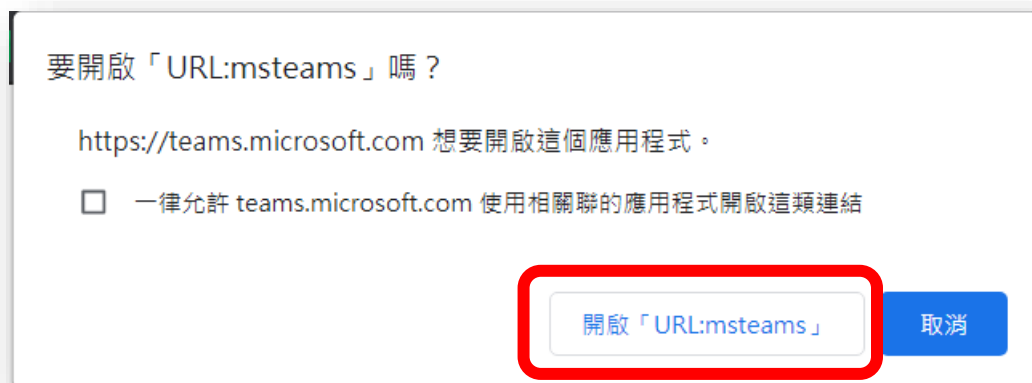 要開啟「URL:msteams」嗎？
https://teams.microsoft.com 想要開啟這個應用程式。
一律允許 teams.microsoft.com 使用相關聯的應用程式開啟這類連結
開啟「URL:msteams」
取消